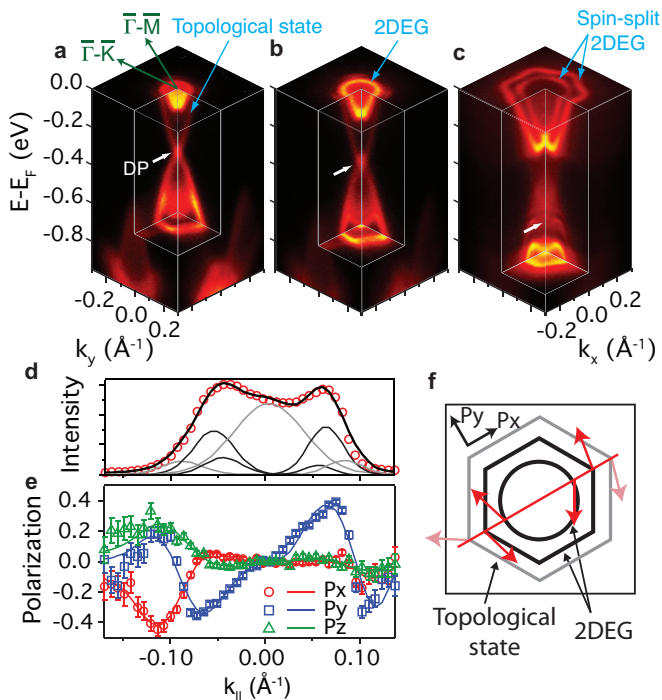 a
Γ-M
Γ-K
Topological state
b
2DEG
c
Spin-split
2DEG
E-E_F (eV)
0.0
-0.2
-0.4
-0.6
-0.8
DP
-0.2
0.0
0.2
k_y (Å⁻¹)
-0.2
0.0
0.2
k_x (Å⁻¹)
d
Intensity
e
Polarization
0.4
0.2
0.0
-0.2
-0.4
Px
Py
Pz
-0.10
0.00
0.10
k_|| (Å⁻¹)
f
Py
Px
Topological
state
2DEG